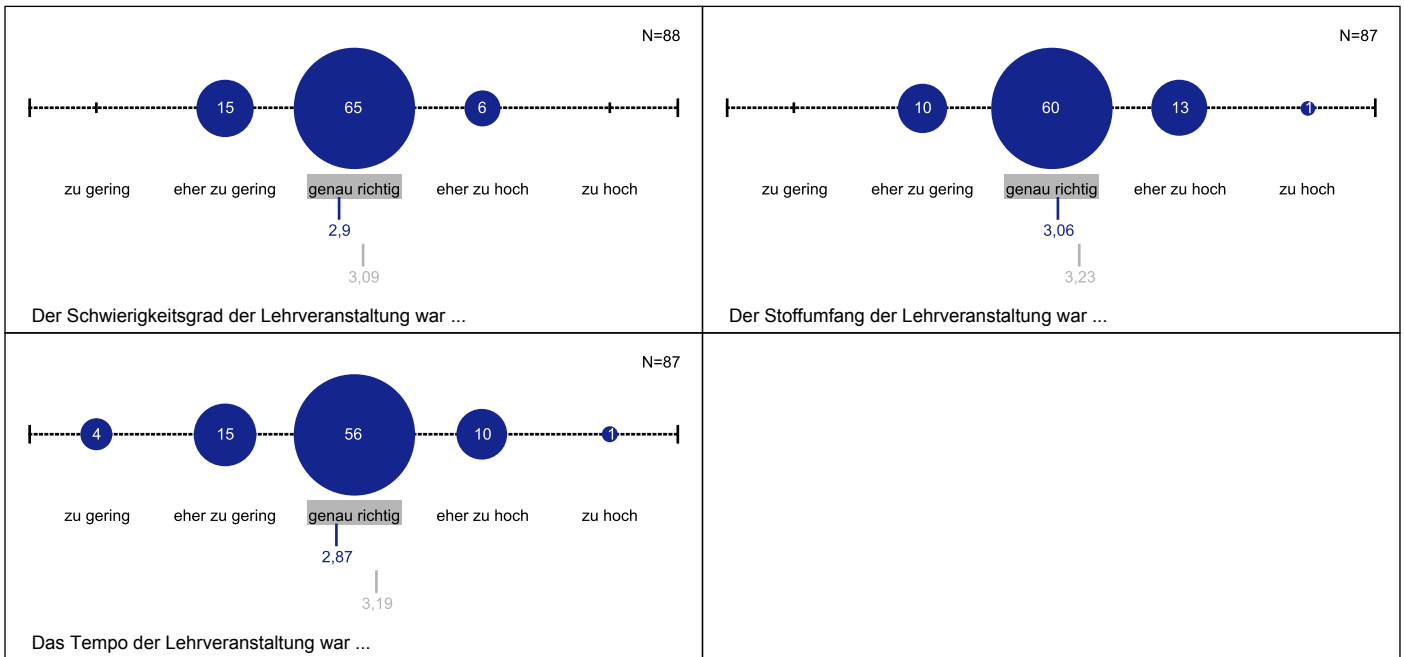 N=88
15 65 6
zu gering eher zu gering genau richtig eher zu hoch zu hoch
2,9
3,09
Der Schwierigkeitsgrad der Lehrveranstaltung war ...
N=87
10 60 13 1
zu gering eher zu gering genau richtig eher zu hoch zu hoch
3,06
3,23
Der Stoffumfang der Lehrveranstaltung war ...
N=87
4 15 56 10 1
zu gering eher zu gering genau richtig eher zu hoch zu hoch
2,87
3,19
Das Tempo der Lehrveranstaltung war ...